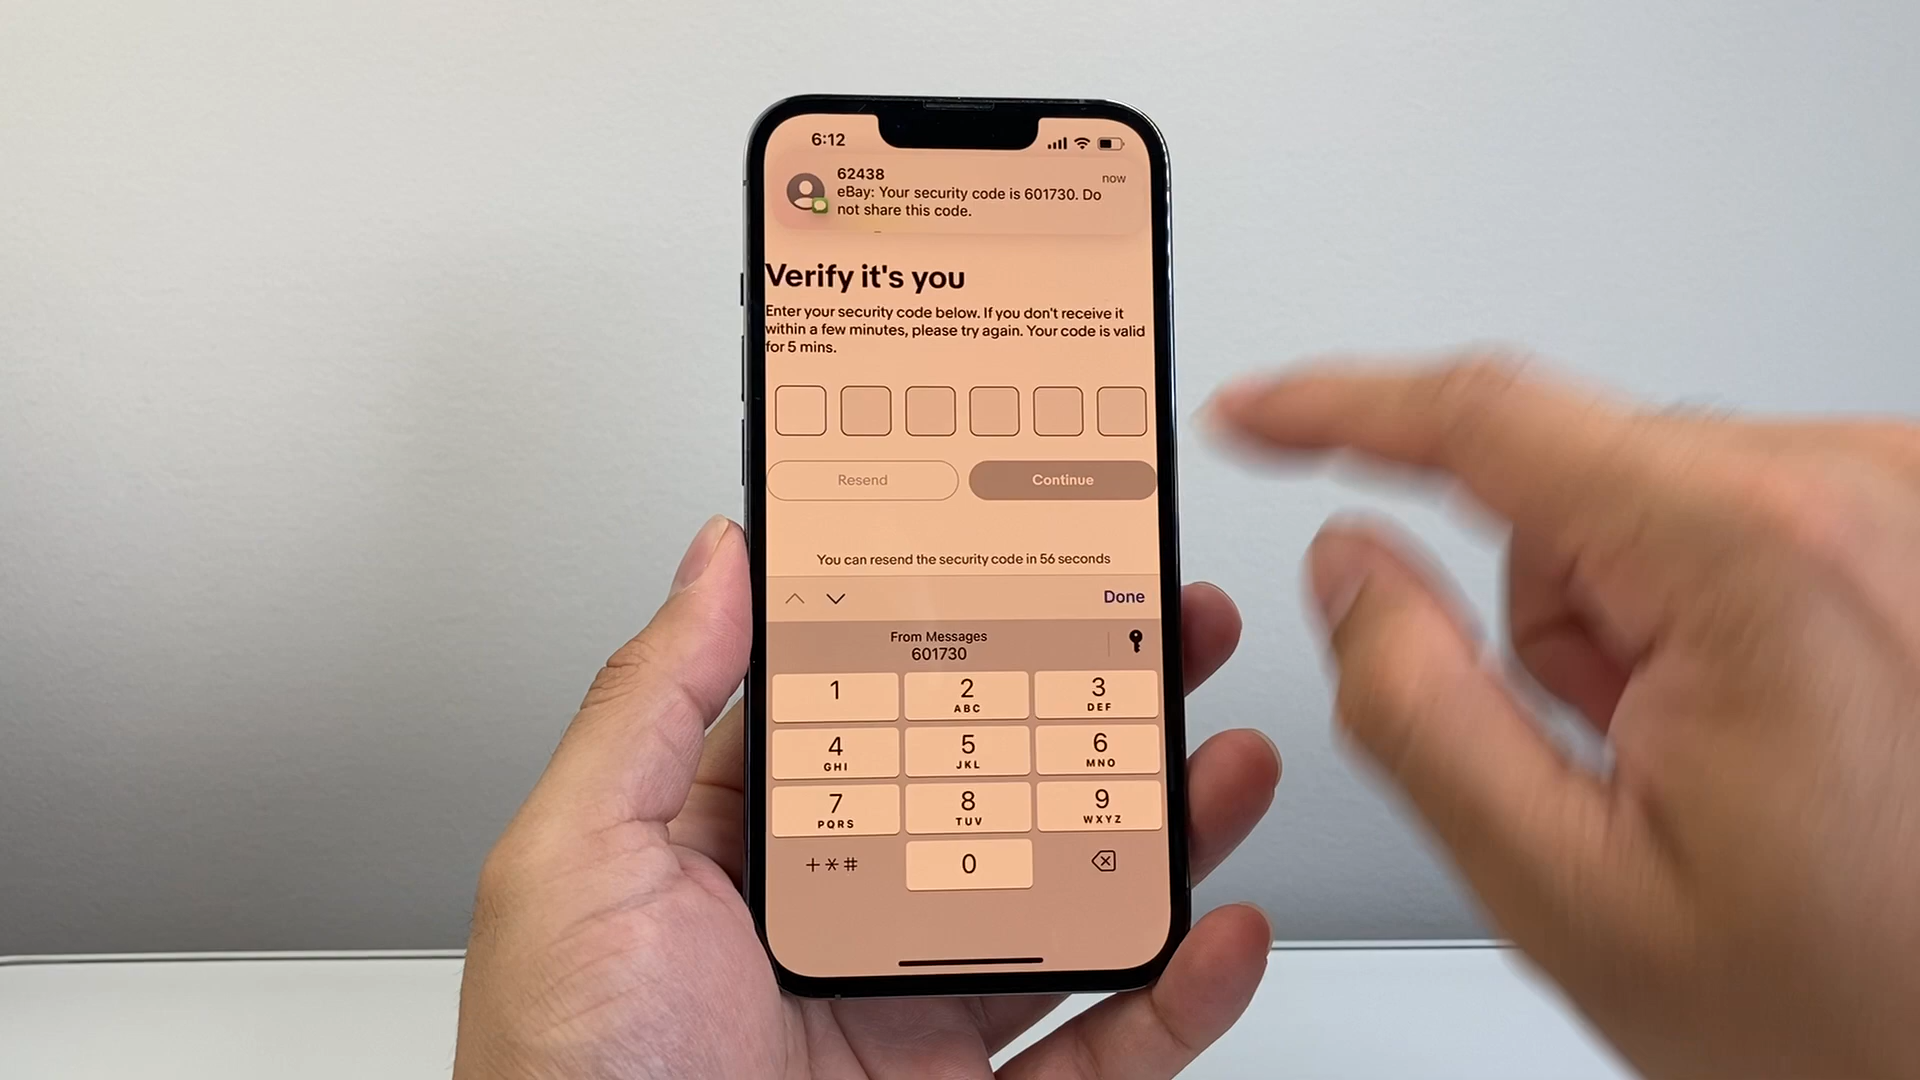 6:12
62438
now
eBay: Your security code is 601730. Do
not share this code.
Verify it's you
Enter your security code below. If you don't receive it
within a few minutes, please try again. Your code is valid
for 5 mins.
Resend
Continue
You can resend the security code in 56 seconds
Done
From Messages
601730
1
2
3
ABC
DEF
4
5
6
GHI
JKL
MNO
7
8
9
PQRS
TUV
WXYZ
+*#
0